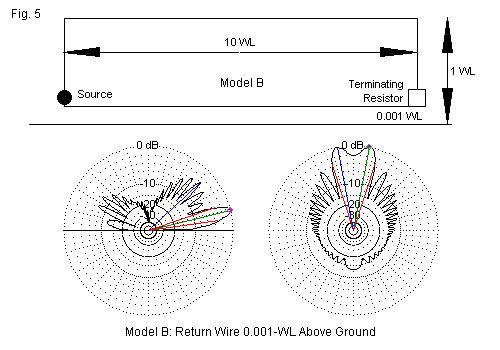 Fig. 5
10 WL
1 WL
Model B
Terminating
Resistor
Source
0.001 WL
0 dB
0 dB
-10
-10
-20
-20
-30
-30
Model B: Return Wire 0.001-WL Above Ground